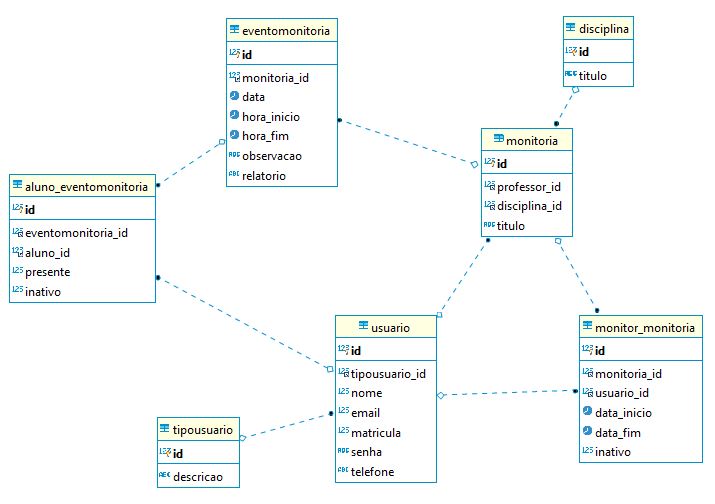 eventomonitoria
id
monitoria_id
data
hora_inicio
hora_fim
observacao
relatorio
disciplina
id
titulo
monitoria
id
professor_id
disciplina_id
titulo
aluno_eventomonitoria
id
eventomonitoria_id
aluno_id
presente
inativo
usuario
id
tipousuario_id
nome
email
matricula
senha
telefone
monitor_monitoria
id
monitoria_id
usuario_id
data_inicio
data_fim
inativo
tipousuario
id
descricao